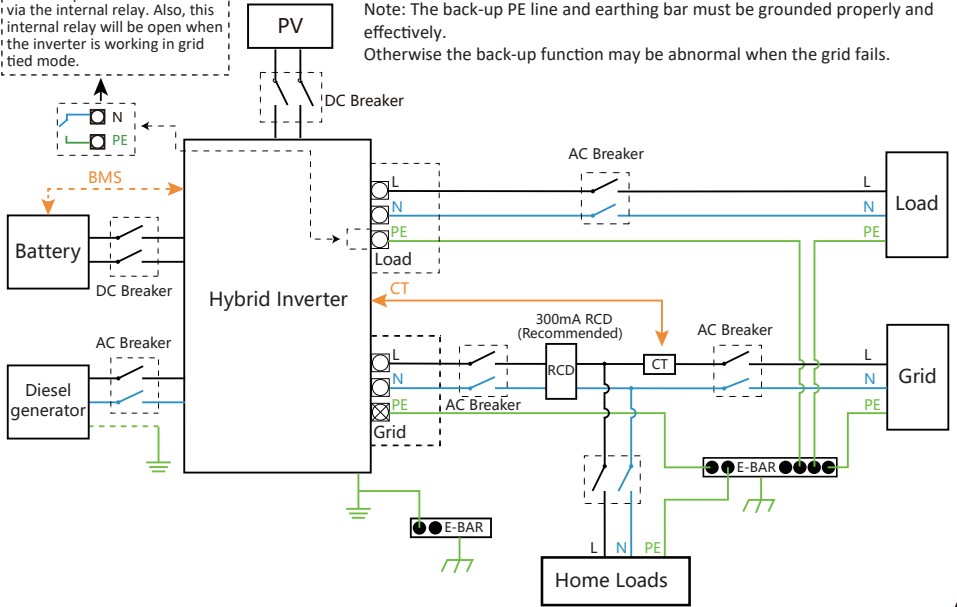 via the internal relay. Also, this
internal relay will be open when
the inverter is working in grid
tied mode.
Note: The back-up PE line and earthing bar must be grounded properly and
effectively.
Otherwise the back-up function may be abnormal when the grid fails.
PV
DC Breaker
N
PE
BMS
Battery
DC Breaker
AC Breaker
Diesel
generator
Hybrid Inverter
L
N
PE
Load
AC Breaker
L
N
PE
Load
CT
300mA RCD
(Recommended)
AC Breaker
L
N
PE
Grid
AC Breaker
RCD
CT
L
N
PE
Grid
E-BAR
E-BAR
L
N
PE
Home Loads